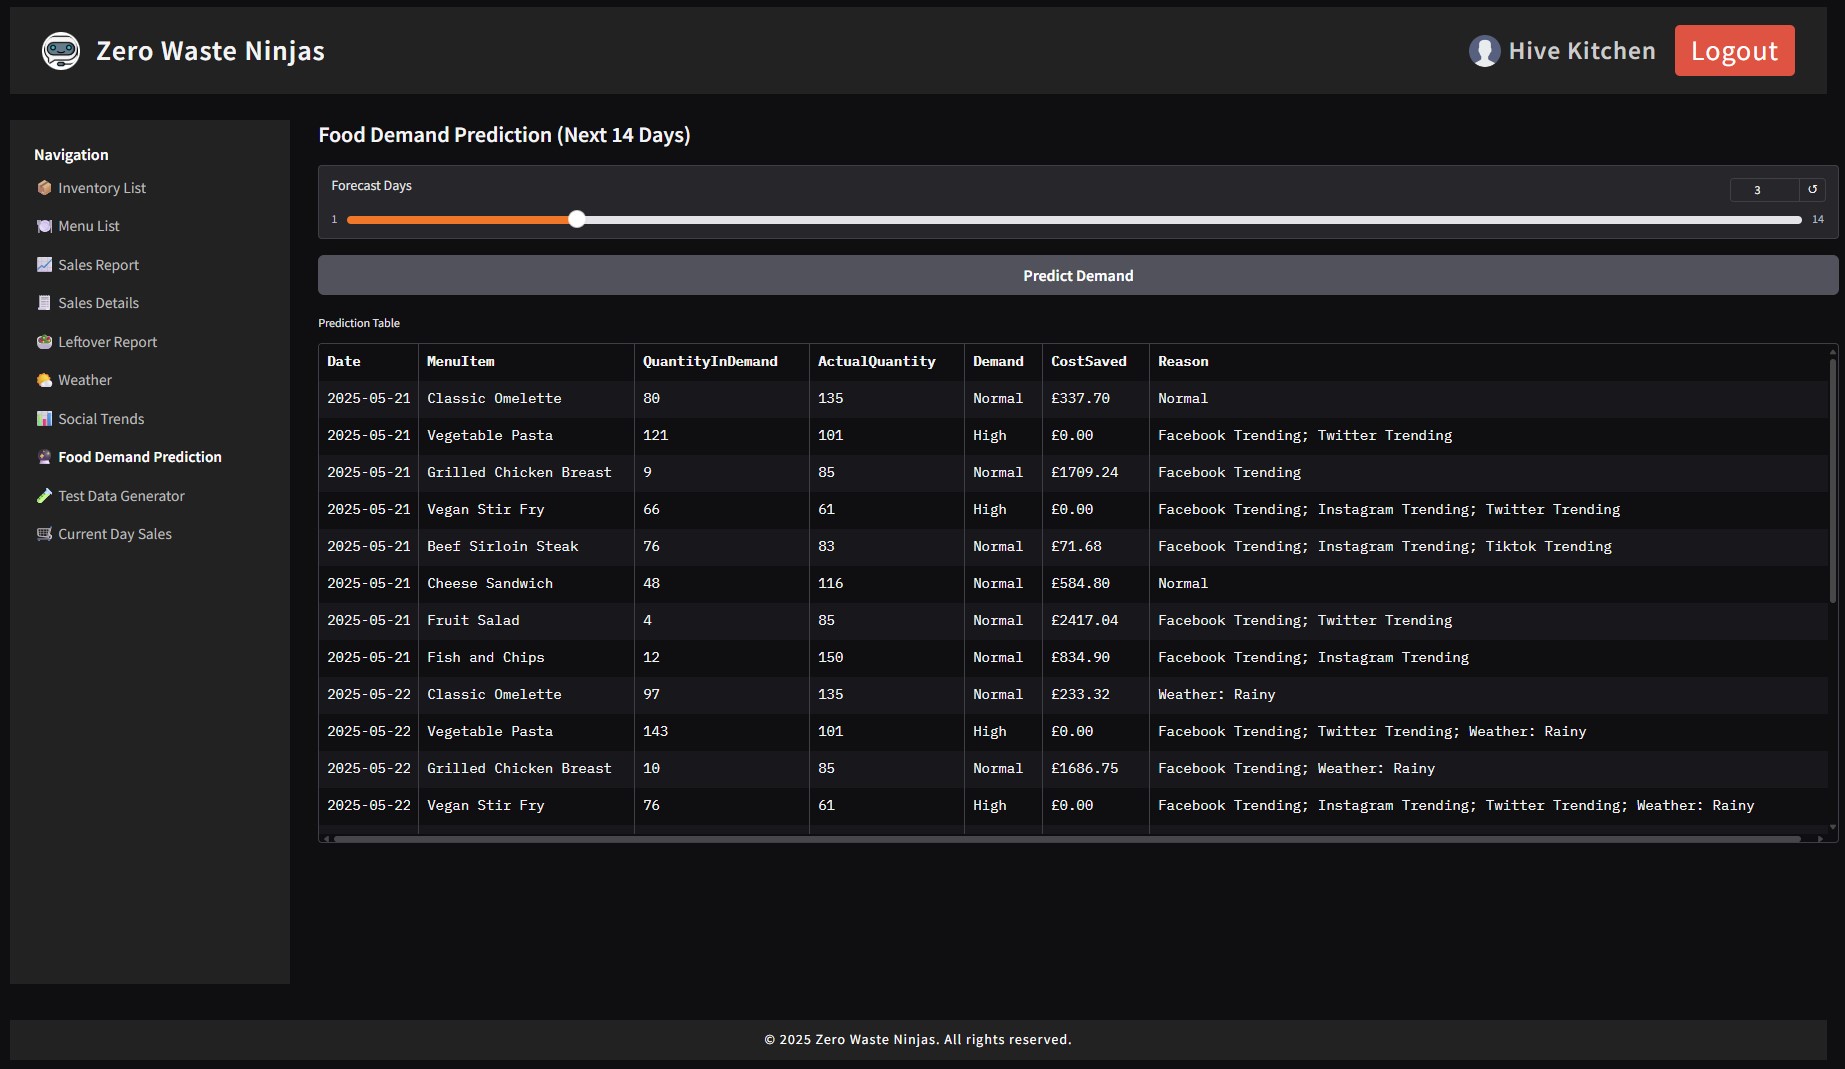 Zero Waste Ninjas
Hive Kitchen
Logout
Navigation
Inventory List
Menu List
Sales Report
Sales Details
Leftover Report
Weather
Social Trends
Food Demand Prediction
Test Data Generator
Current Day Sales
Food Demand Prediction (Next 14 Days)
Forecast Days
3
1
14
Predict Demand
Prediction Table
Date MenuItem QuantityInDemand ActualQuantity Demand CostSaved Reason
2025-05-21 Classic Omelette 80 135 Normal £337.70 Normal
2025-05-21 Vegetable Pasta 121 101 High £0.00 Facebook Trending; Twitter Trending
2025-05-21 Grilled Chicken Breast 9 85 Normal £1709.24 Facebook Trending
2025-05-21 Vegan Stir Fry 66 61 High £0.00 Facebook Trending; Instagram Trending; Twitter Trending
2025-05-21 Beef Sirloin Steak 76 83 Normal £71.68 Facebook Trending; Instagram Trending; Tiktok Trending
2025-05-21 Cheese Sandwich 48 116 Normal £584.80 Normal
2025-05-21 Fruit Salad 4 85 Normal £2417.04 Facebook Trending; Twitter Trending
2025-05-21 Fish and Chips 12 150 Normal £834.90 Facebook Trending; Instagram Trending
2025-05-22 Classic Omelette 97 135 Normal £233.32 Weather: Rainy
2025-05-22 Vegetable Pasta 143 101 High £0.00 Facebook Trending; Twitter Trending; Weather: Rainy
2025-05-22 Grilled Chicken Breast 10 85 Normal £1686.75 Facebook Trending; Weather: Rainy
2025-05-22 Vegan Stir Fry 76 61 High £0.00 Facebook Trending; Instagram Trending; Twitter Trending; Weather: Rainy
© 2025 Zero Waste Ninjas. All rights reserved.